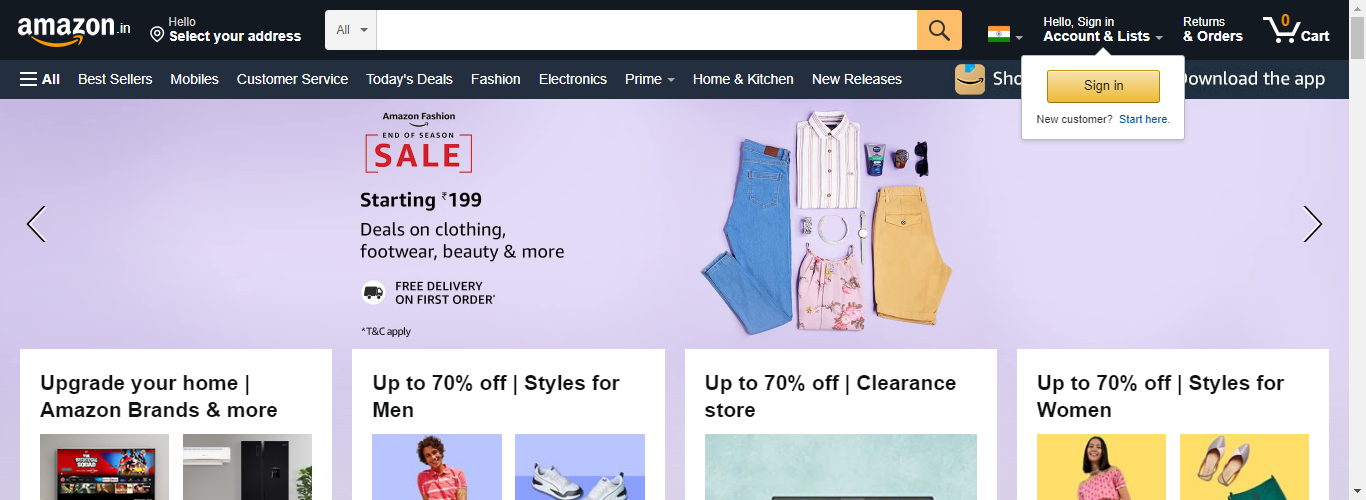 amazon.in
Hello
Select your address
All
Hello, Sign in
Account & Lists
Returns
& Orders
0
Cart
All
Best Sellers
Mobiles
Customer Service
Today's Deals
Fashion
Electronics
Prime
Home & Kitchen
New Releases
Sho
ownload the app
Sign in
New customer? Start here.
Amazon Fashion
END OF SEASON
SALE
Starting ₹199
Deals on clothing,
footwear, beauty & more
FREE DELIVERY
ON FIRST ORDER*
*T&C apply
Upgrade your home |
Amazon Brands & more
Up to 70% off | Styles for
Men
Up to 70% off | Clearance
store
Up to 70% off | Styles for
Women